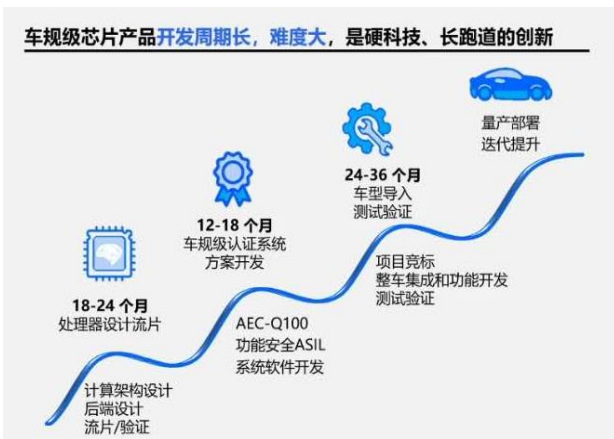 车规级芯片产品开发周期长，难度大，是硬科技、长跑道的创新
量产部署
迭代提升
24-36 个月
车型导入
测试验证
12-18 个月
车规级认证系统
方案开发
18-24 个月
处理器设计流片
项目竞标
整车集成和功能开发
测试验证
AEC-Q100
功能安全ASIL
系统软件开发
计算架构设计
后端设计
流片/验证